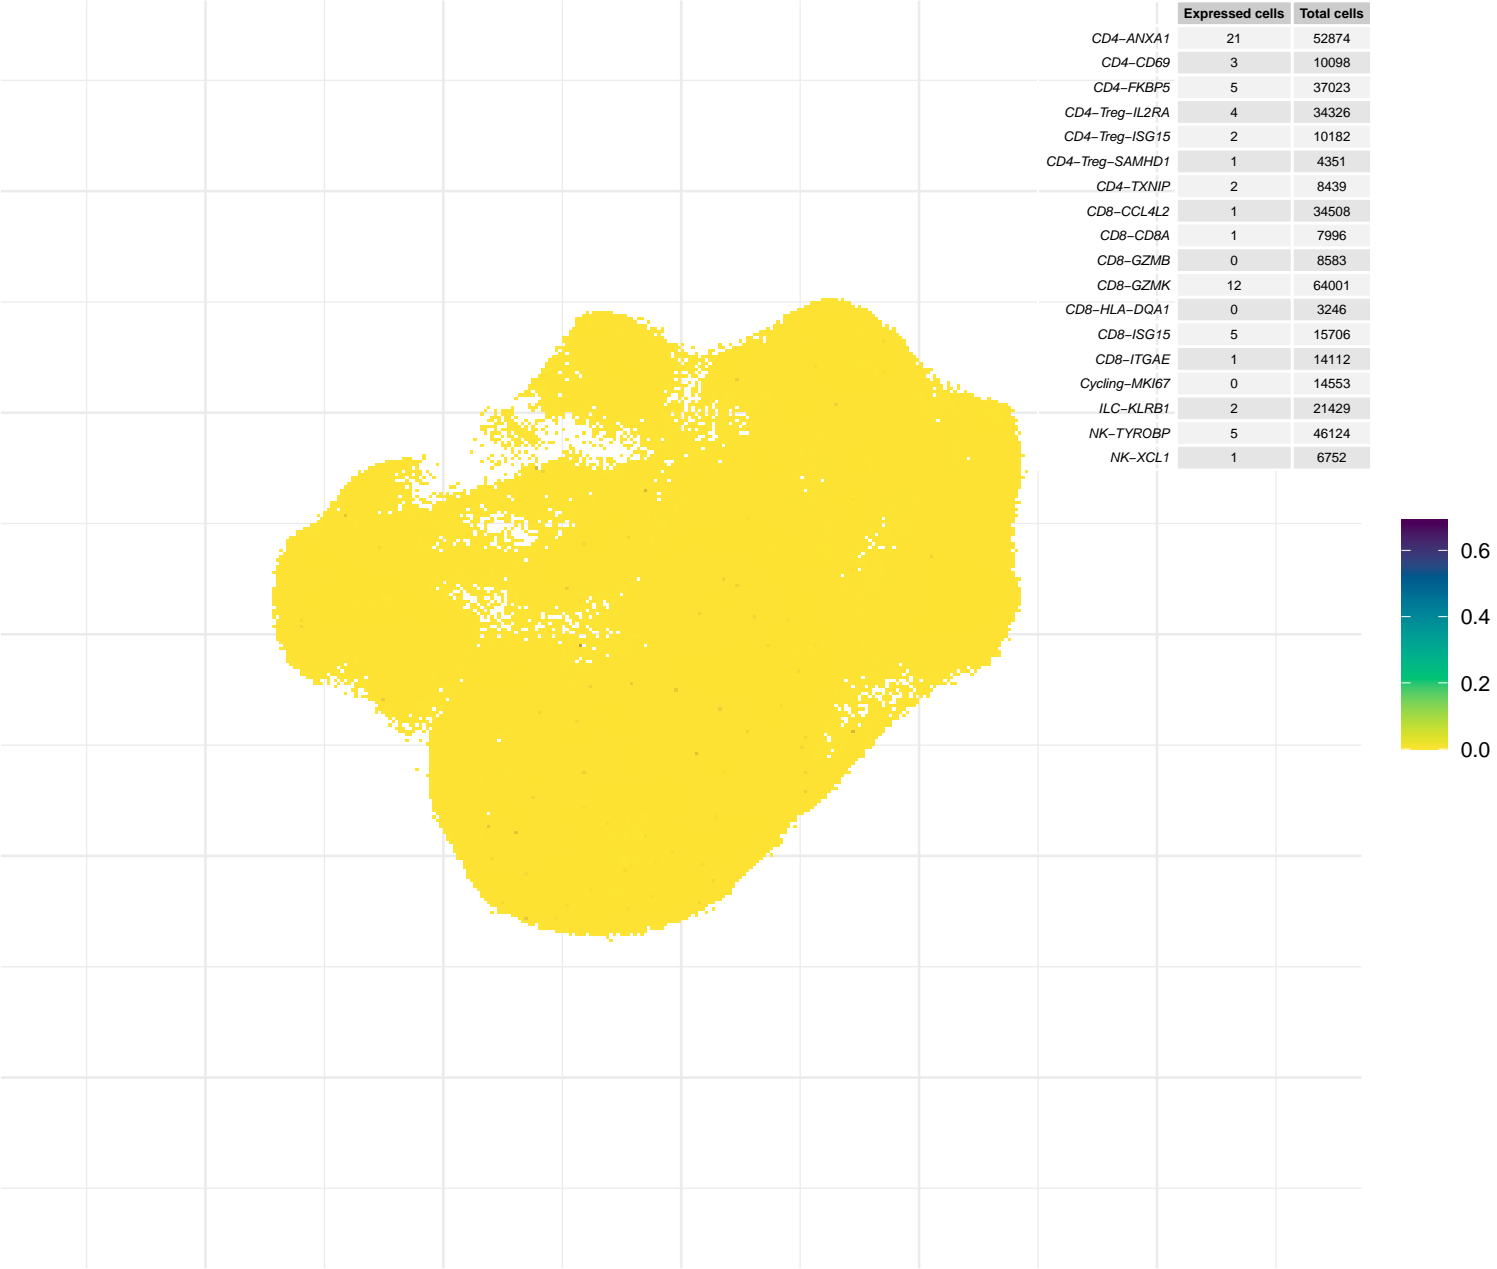 Expressed cells Total cells
CD4−ANXA1 21 52874
CD4−CD69 3 10098
CD4−FKBP5 5 37023
CD4−Treg−IL2RA 4 34326
CD4−Treg−ISG15 2 10182
CD4−Treg−SAMHD1 1 4351
CD4−TXNIP 2 8439
CD8−CCL4L2 1 34508
CD8−CD8A 1 7996
CD8−GZMB 0 8583
CD8−GZMK 12 64001
CD8−HLA−DQA1 0 3246
CD8−ISG15 5 15706
CD8−ITGAE 1 14112
Cycling−MKI67 0 14553
ILC−KLRB1 2 21429
NK−TYROBP 5 46124
NK−XCL1 1 6752
0.6
0.4
0.2
0.0